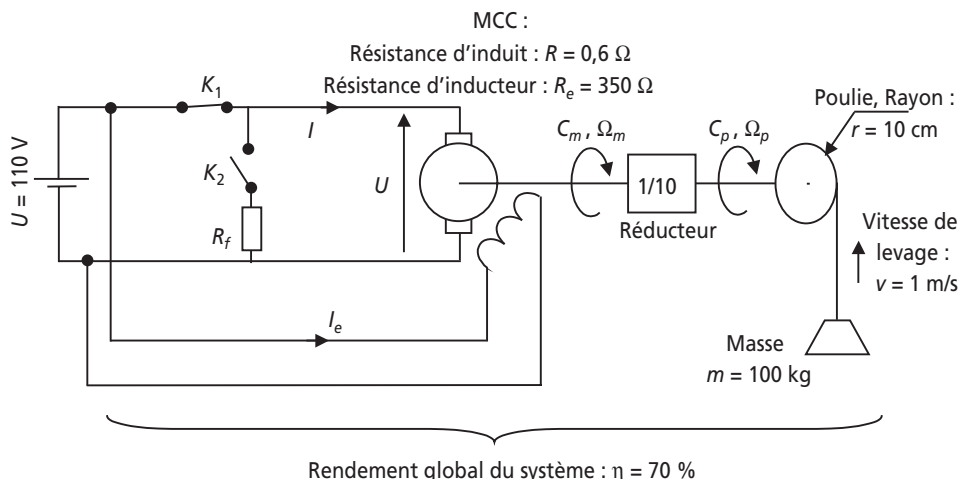 MCC :
Résistance d'induit : R = 0,6 Ω
Résistance d'inducteur : Rₑ = 350 Ω
K₁
I
K₂
R_f
U
U = 110 V
Iₑ
Cₘ , Ωₘ
1/10
Réducteur
Cₚ , Ωₚ
Poulie, Rayon :
r = 10 cm
Vitesse de
levage :
v = 1 m/s
Masse
m = 100 kg
Rendement global du système : η = 70 %